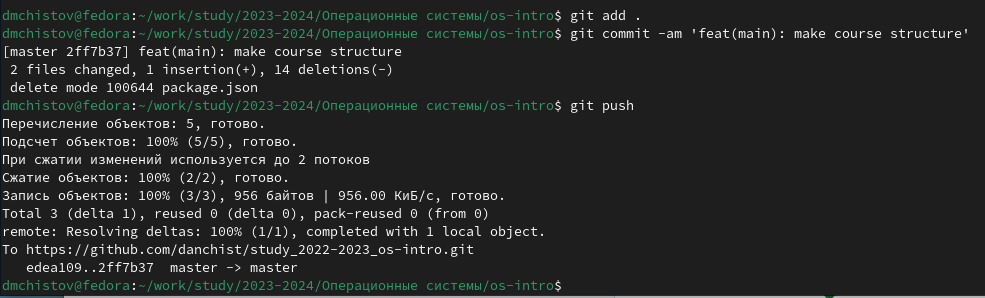 dmchistov@fedora:~/work/study/2023-2024/Операционные системы/os-intro$ git add .
dmchistov@fedora:~/work/study/2023-2024/Операционные системы/os-intro$ git commit -am 'feat(main): make course structure'
[master 2ff7b37] feat(main): make course structure
 2 files changed, 1 insertion(+), 14 deletions(-)
 delete mode 100644 package.json
dmchistov@fedora:~/work/study/2023-2024/Операционные системы/os-intro$ git push
Перечисление объектов: 5, готово.
Подсчет объектов: 100% (5/5), готово.
При сжатии изменений используется до 2 потоков
Сжатие объектов: 100% (2/2), готово.
Запись объектов: 100% (3/3), 956 байтов | 956.00 КиБ/с, готово.
Total 3 (delta 1), reused 0 (delta 0), pack-reused 0 (from 0)
remote: Resolving deltas: 100% (1/1), completed with 1 local object.
To https://github.com/danchist/study_2022-2023_os-intro.git
   edea109..2ff7b37  master -> master
dmchistov@fedora:~/work/study/2023-2024/Операционные системы/os-intro$